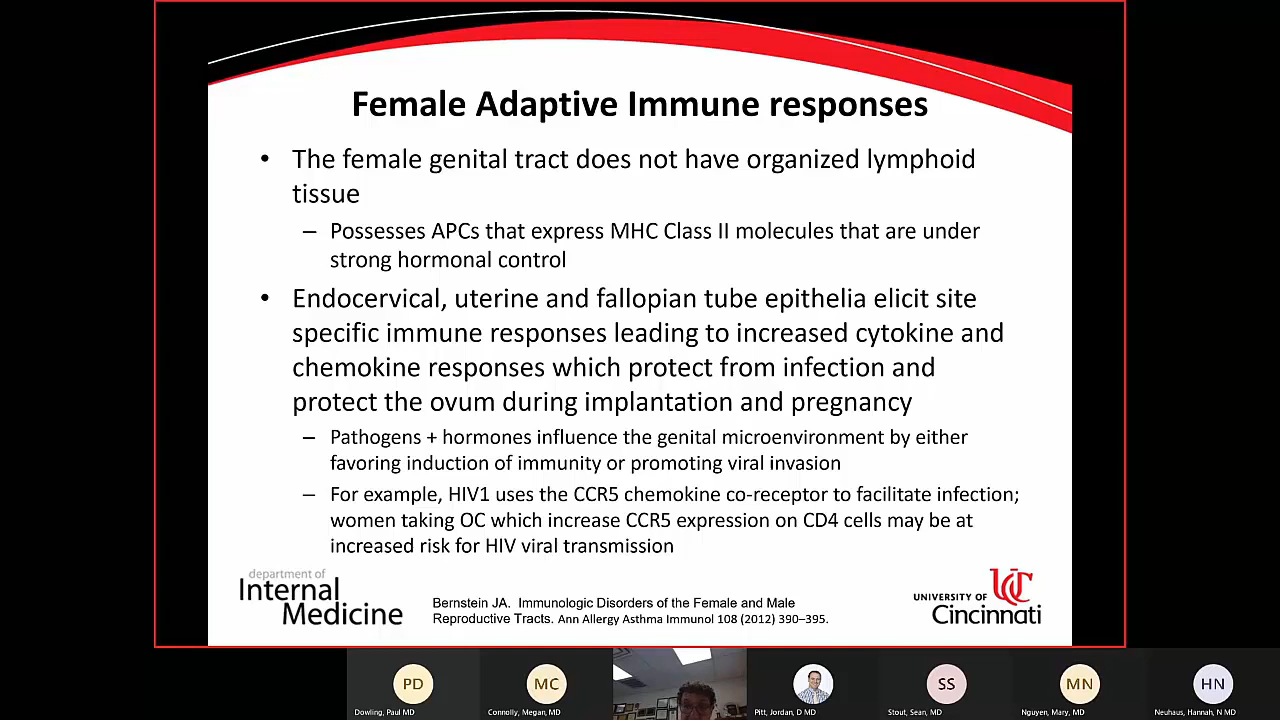 Female Adaptive Immune responses
• The female genital tract does not have organized lymphoid
tissue
– Possesses APCs that express MHC Class II molecules that are under
strong hormonal control
• Endocervical, uterine and fallopian tube epithelia elicit site
specific immune responses leading to increased cytokine and
chemokine responses which protect from infection and
protect the ovum during implantation and pregnancy
– Pathogens + hormones influence the genital microenvironment by either
favoring induction of immunity or promoting viral invasion
– For example, HIV1 uses the CCR5 chemokine co-receptor to facilitate infection;
women taking OC which increase CCR5 expression on CD4 cells may be at
increased risk for HIV viral transmission
department of
Internal
Medicine
Bernstein JA. Immunologic Disorders of the Female and Male
Reproductive Tracts. Ann Allergy Asthma Immunol 108 (2012) 390–395.
UC
UNIVERSITY OF
Cincinnati
PD
MC
SS
MN
HN
Dowling, Paul MD
Connolly, Megan, MD
Pitt, Jordan, D MD
Stout, Sean, MD
Nguyen, Mary, MD
Neuhaus, Hannah, N MD